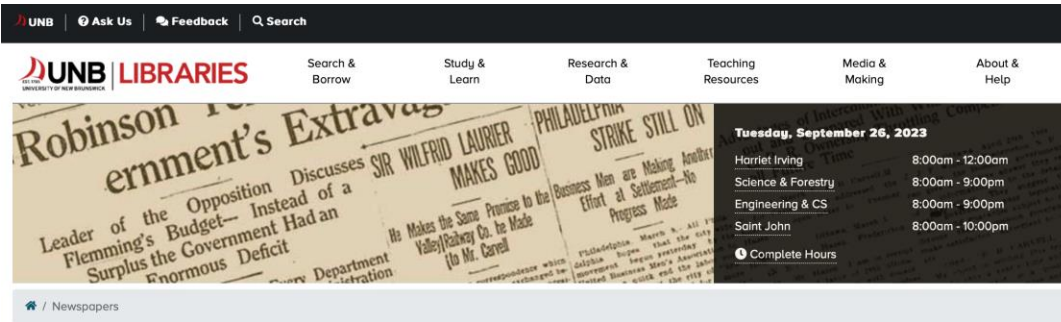 UNB
Ask Us
Feedback
Search
UNB LIBRARIES
EST. 1785
UNIVERSITY OF NEW BRUNSWICK
Search &
Borrow
Study &
Learn
Research &
Data
Teaching
Resources
Media &
Making
About &
Help
Robinson
ernment's Extravag
Leader of the Opposition Discusses
Flemming's Budget— Instead of a
Surplus the Government Had an
Enormous Deficit
Department
SIR WILFRID LAURIER
MAKES GOOD
He Makes the Same Promise to the
Valley Railway Co. he Made
(to Mr. Carvell
PHILADELPHIA
STRIKE STILL ON
Business Men are Making Another
Effort at Settlement—No
Progress Made
Tuesday, September 26, 2023
Harriet Irving 8:00am - 12:00am
Science & Forestry 8:00am - 9:00pm
Engineering & CS 8:00am - 9:00pm
Saint John 8:00am - 10:00pm
Complete Hours
/ Newspapers